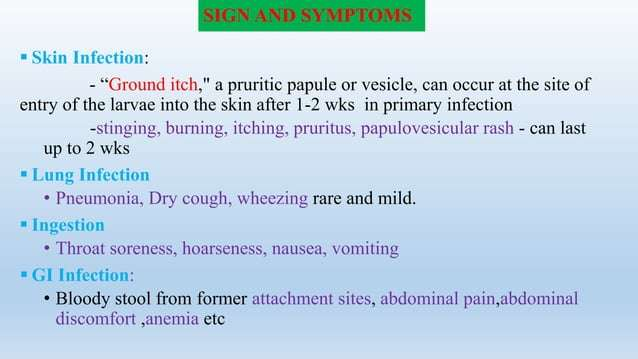 SIGN AND SYMPTOMS
▪ Skin Infection:
- “Ground itch," a pruritic papule or vesicle, can occur at the site of
entry of the larvae into the skin after 1-2 wks in primary infection
-stinging, burning, itching, pruritus, papulovesicular rash - can last
up to 2 wks
▪ Lung Infection
• Pneumonia, Dry cough, wheezing rare and mild.
▪ Ingestion
• Throat soreness, hoarseness, nausea, vomiting
▪ GI Infection:
• Bloody stool from former attachment sites, abdominal pain,abdominal
discomfort ,anemia etc